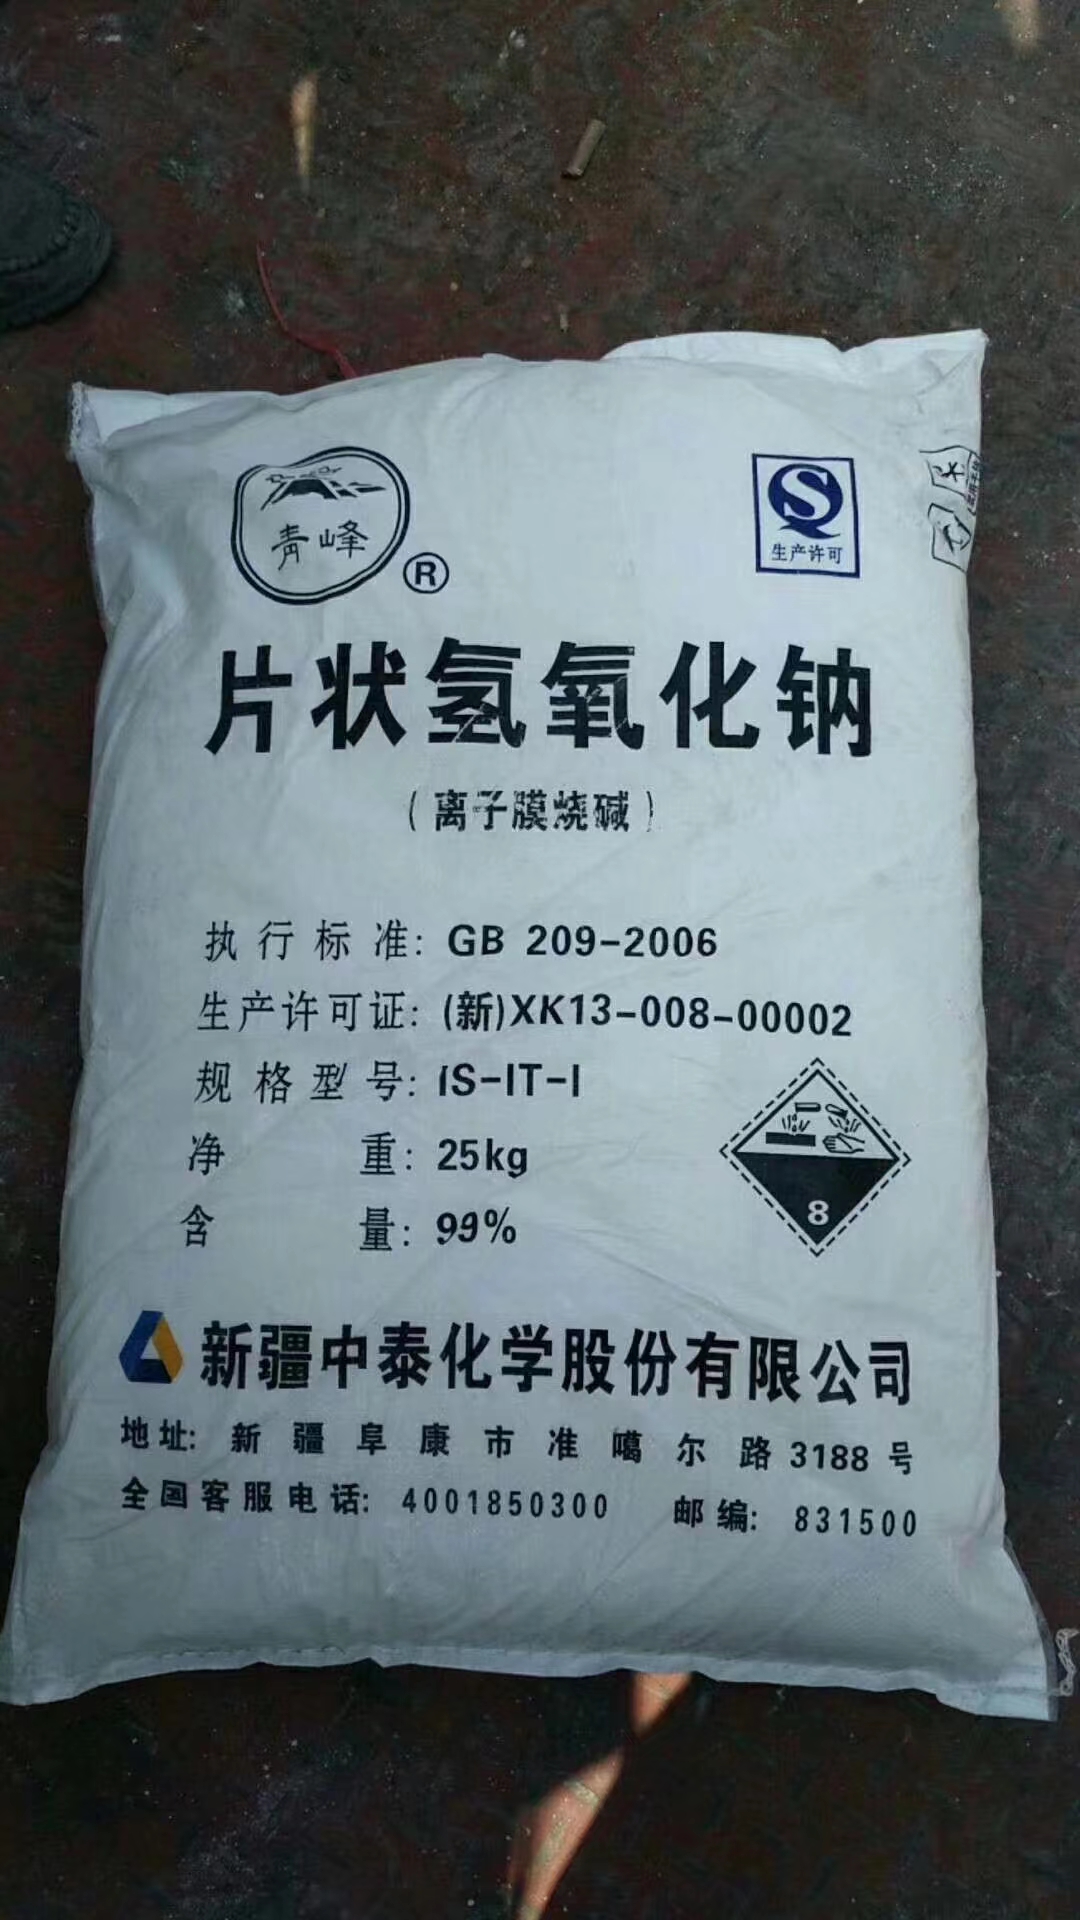 青峰
®
S
生产许可
片状氢氧化钠
(离子膜烧碱)
执行标准: GB 209-2006
生产许可证: (新)XK13-008-00002
规格型号: IS-IT-I
净重: 25kg
含量: 99%
8
新疆中泰化学股份有限公司
地址: 新疆阜康市准噶尔路3188号
全国客服电话: 4001850300 邮编: 831500